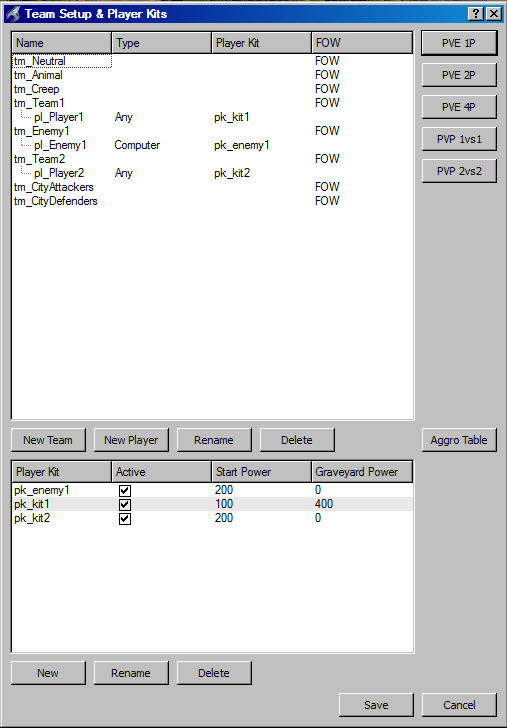 Team Setup & Player Kits
Name Type Player Kit FOW
tm_Neutral FOW
tm_Animal FOW
tm_Creep FOW
tm_Team1 FOW
pl_Player1 Any pk_kit1
tm_Enemy1 FOW
pl_Enemy1 Computer pk_enemy1
tm_Team2 FOW
pl_Player2 Any pk_kit2
tm_CityAttackers FOW
tm_CityDefenders FOW
PVE 1P
PVE 2P
PVE 4P
PVP 1vs1
PVP 2vs2
New Team New Player Rename Delete Aggro Table
Player Kit Active Start Power Graveyard Power
pk_enemy1 200 0
pk_kit1 100 400
pk_kit2 200 0
New Rename Delete
Save Cancel